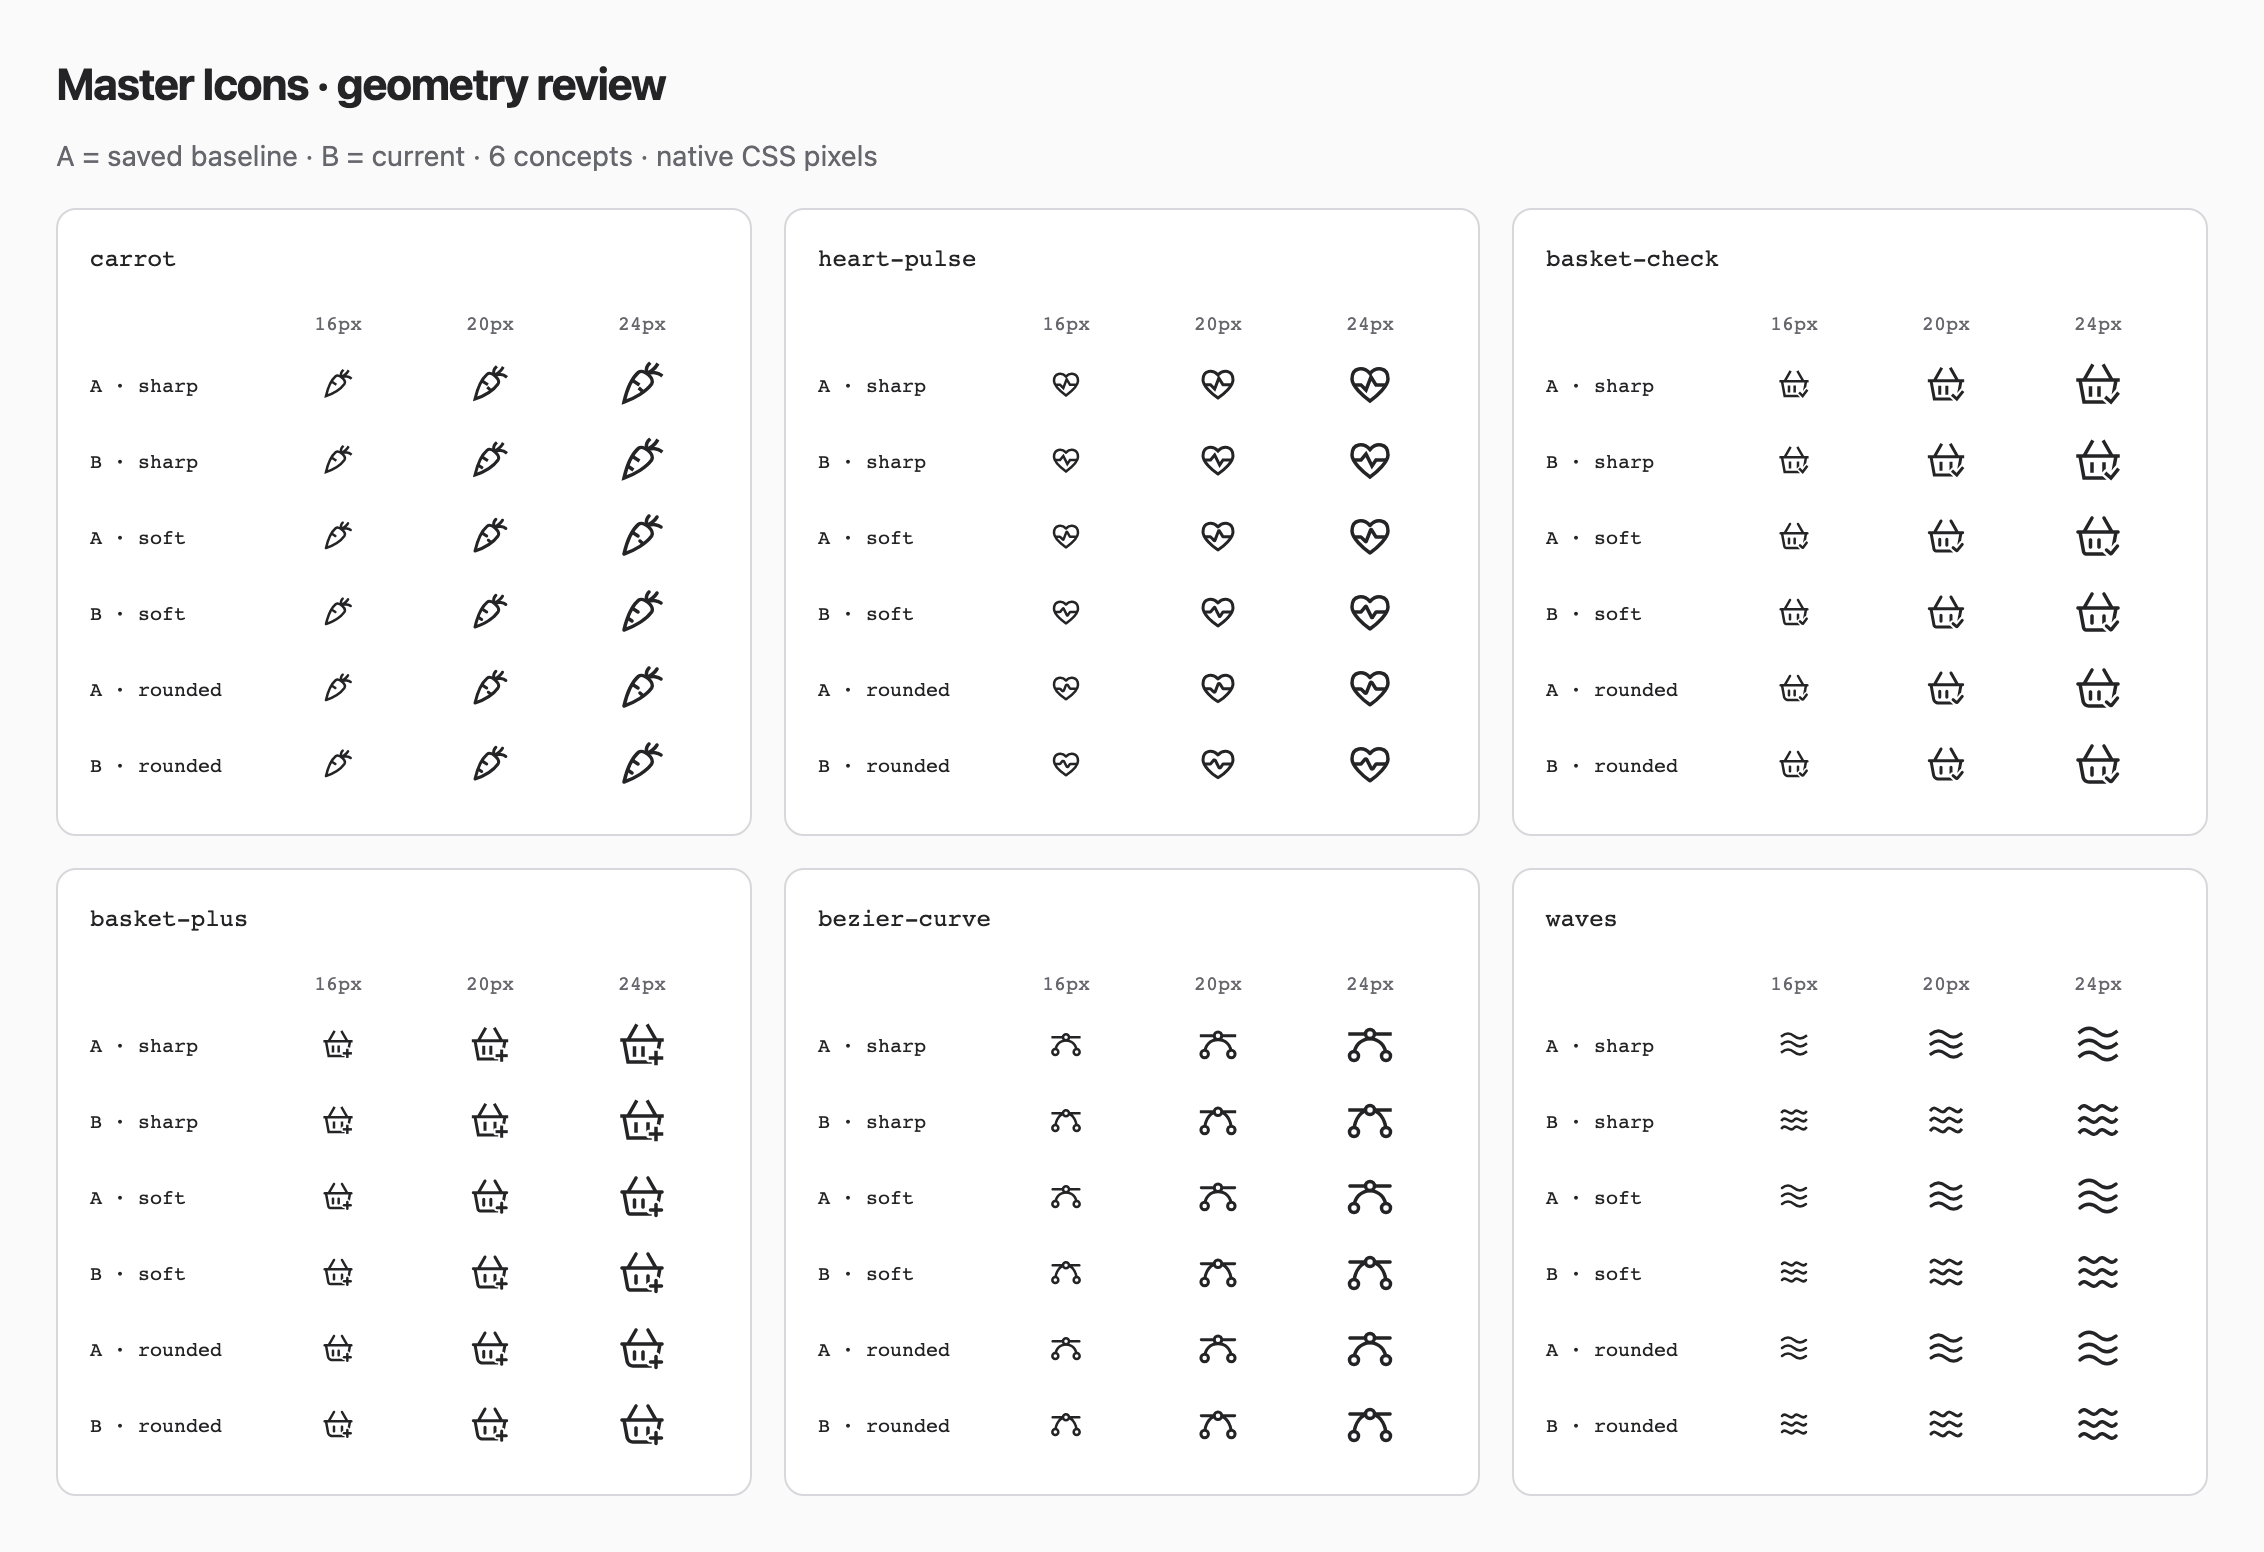 Master Icons · geometry review
A = saved baseline · B = current · 6 concepts · native CSS pixels
carrot
16px 20px 24px
A · sharp
B · sharp
A · soft
B · soft
A · rounded
B · rounded
heart-pulse
16px 20px 24px
A · sharp
B · sharp
A · soft
B · soft
A · rounded
B · rounded
basket-check
16px 20px 24px
A · sharp
B · sharp
A · soft
B · soft
A · rounded
B · rounded
basket-plus
16px 20px 24px
A · sharp
B · sharp
A · soft
B · soft
A · rounded
B · rounded
bezier-curve
16px 20px 24px
A · sharp
B · sharp
A · soft
B · soft
A · rounded
B · rounded
waves
16px 20px 24px
A · sharp
B · sharp
A · soft
B · soft
A · rounded
B · rounded